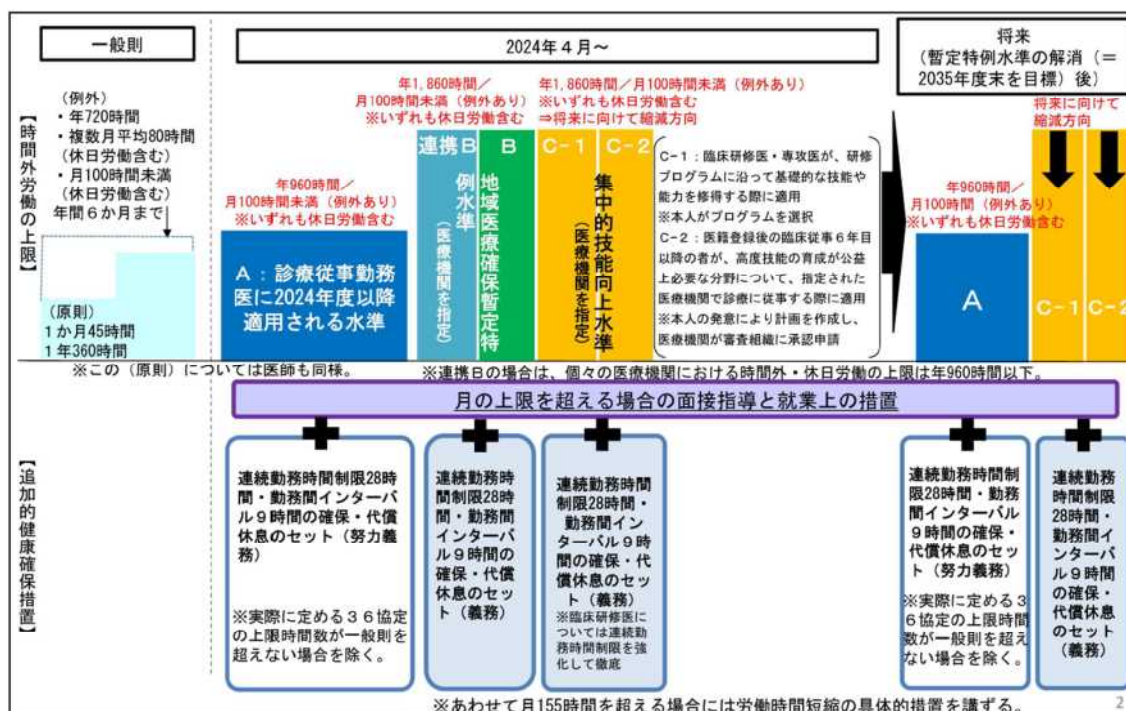 一般則
2024年４月～
将来
（暫定特例水準の解消（＝
2035年度末を目標）後）
【時間外労働の上限】
（例外）
・年720時間
・複数月平均80時間
（休日労働含む）
・月100時間未満
（休日労働含む）
年間６か月まで
（原則）
１か月45時間
１年360時間
※この（原則）については医師も同様。
年960時間／
月100時間未満（例外あり）
※いずれも休日労働含む
Ａ：診療従事勤務
医に2024年度以降
適用される水準
年1,860時間／
月100時間未満（例外あり）
※いずれも休日労働含む
連携Ｂ
Ｂ
地域医療確保暫定特
例水準
（医療機関を指定）
年1,860時間／月100時間未満（例外あり）
※いずれも休日労働含む
⇒将来に向けて縮減方向
Ｃ－１
Ｃ－２
集中的技能向上水準
（医療機関を指定）
Ｃ－１：臨床研修医・専攻医が、研修
プログラムに沿って基礎的な技能や
能力を修得する際に適用
※本人がプログラムを選択
Ｃ－２：医籍登録後の臨床従事６年目
以降の者が、高度技能の育成が公益
上必要な分野について、指定された
医療機関で診療に従事する際に適用
※本人の発意により計画を作成し、
医療機関が審査組織に承認申請
年960時間／
月100時間（例外あり）
※いずれも休日労働含む
Ａ
将来に向けて
縮減方向
Ｃ－１
Ｃ－２
※連携Ｂの場合は、個々の医療機関における時間外・休日労働の上限は年960時間以下。
月の上限を超える場合の面接指導と就業上の措置
【追加的健康確保措置】
連続勤務時間制限28時
間・勤務間インターバ
ル９時間の確保・代償
休息のセット（努力義
務）
※実際に定める３６協定
の上限時間数が一般則を
超えない場合を除く。
連続勤務時
間制限28時
間・勤務間
インターバ
ル９時間の
確保・代償
休息のセッ
ト（義務）
連続勤務時間
制限28時間・
勤務間イン
ターバル９時
間の確保・代
償休息のセッ
ト（義務）
※臨床研修医に
ついては連続勤
務時間制限を強
化して徹底
連続勤務時間制
限28時間・勤務
間インターバル
９時間の確保・
代償休息のセッ
ト（努力義務）
※実際に定める３
６協定の上限時間
数が一般則を超え
ない場合を除く。
連続勤務
時間制限
28時間・
勤務間イ
ンターバ
ル９時間
の確保・
代償休息
のセット
（義務）
※あわせて月155時間を超える場合には労働時間短縮の具体的措置を講ずる。
2